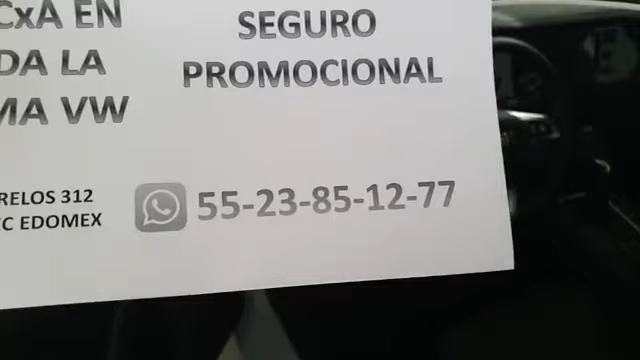 CxA EN
DA LA
MA VW
SEGURO
PROMOCIONAL
RELOS 312
C EDOMEX
55-23-85-12-77